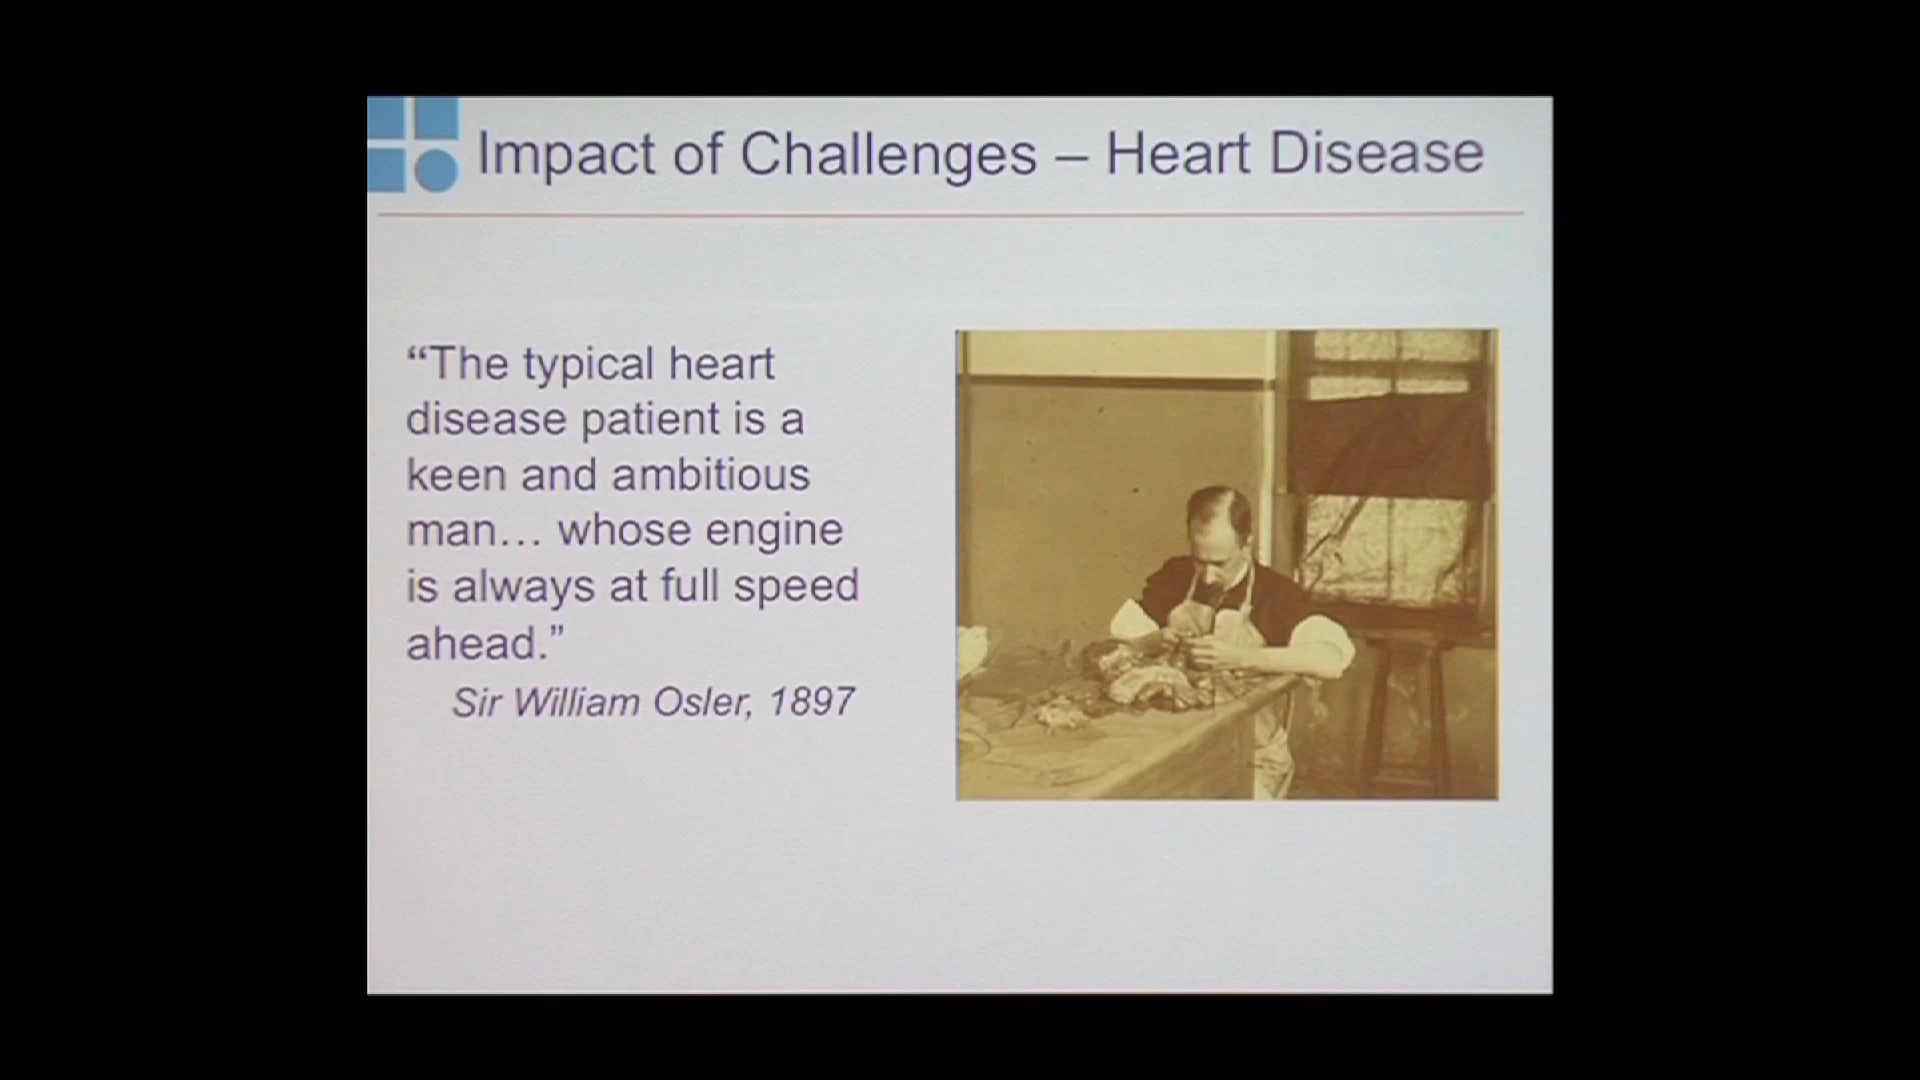 Impact of Challenges – Heart Disease
“The typical heart
disease patient is a
keen and ambitious
man… whose engine
is always at full speed
ahead.”
Sir William Osler, 1897